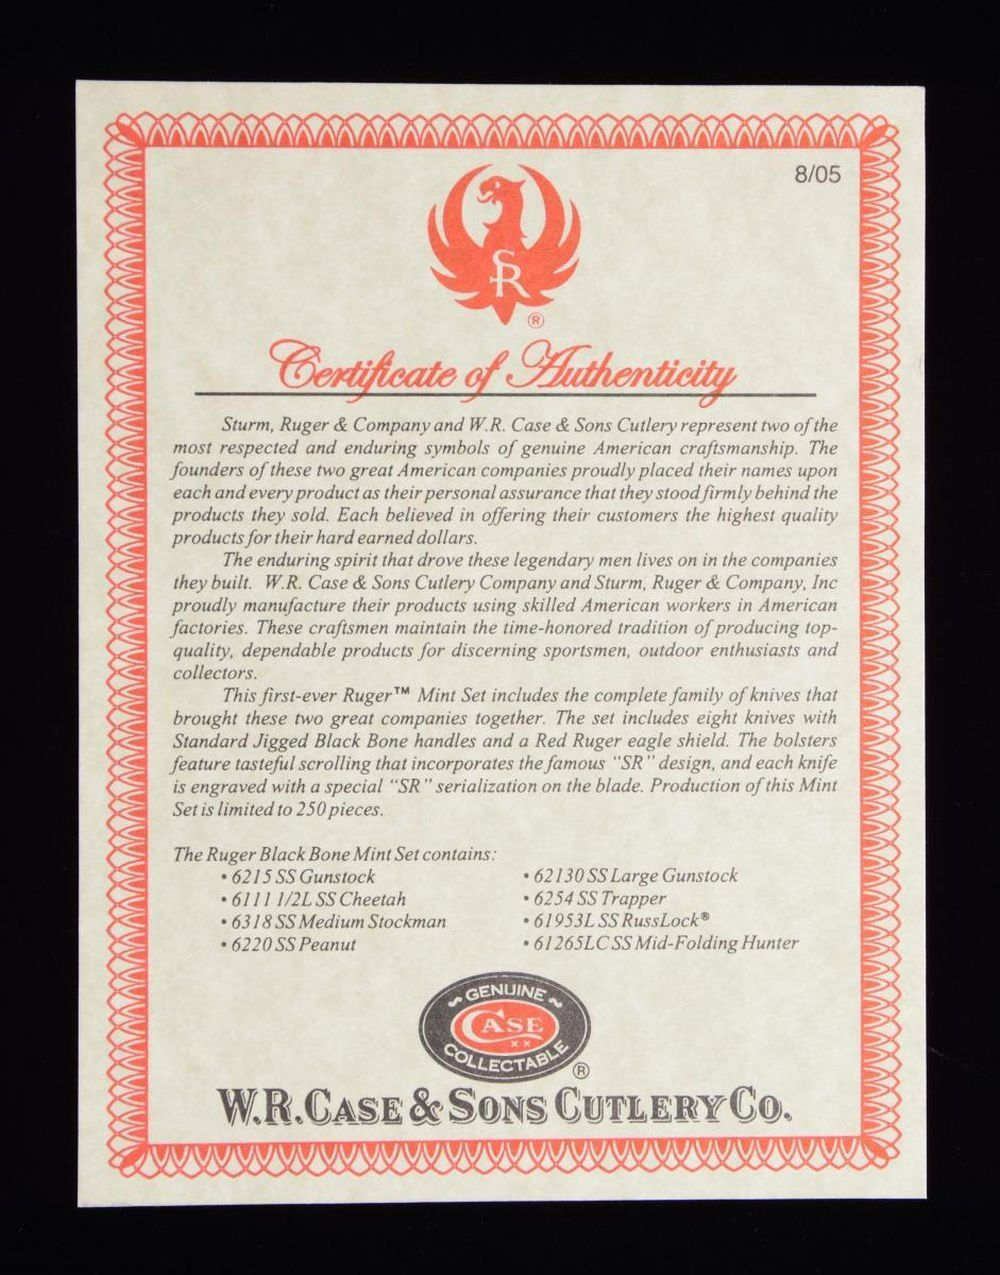 8/05
SR
®
Certificate of Authenticity
Sturm, Ruger & Company and W.R. Case & Sons Cutlery represent two of the
most respected and enduring symbols of genuine American craftsmanship. The
founders of these two great American companies proudly placed their names upon
each and every product as their personal assurance that they stood firmly behind the
products they sold. Each believed in offering their customers the highest quality
products for their hard earned dollars.
The enduring spirit that drove these legendary men lives on in the companies
they built. W.R. Case & Sons Cutlery Company and Sturm, Ruger & Company, Inc
proudly manufacture their products using skilled American workers in American
factories. These craftsmen maintain the time-honored tradition of producing top-
quality, dependable products for discerning sportsmen, outdoor enthusiasts and
collectors.
This first-ever Ruger™ Mint Set includes the complete family of knives that
brought these two great companies together. The set includes eight knives with
Standard Jigged Black Bone handles and a Red Ruger eagle shield. The bolsters
feature tasteful scrolling that incorporates the famous "SR" design, and each knife
is engraved with a special "SR" serialization on the blade. Production of this Mint
Set is limited to 250 pieces.
The Ruger Black Bone Mint Set contains:
• 6215 SS Gunstock
• 6111 1/2L SS Cheetah
• 6318 SS Medium Stockman
• 6220 SS Peanut
• 62130 SS Large Gunstock
• 6254 SS Trapper
• 61953L SS RussLock®
• 61265LC SS Mid-Folding Hunter
~ GENUINE ~
CASE
XX
COLLECTABLE
®
W.R. CASE & SONS CUTLERY CO.